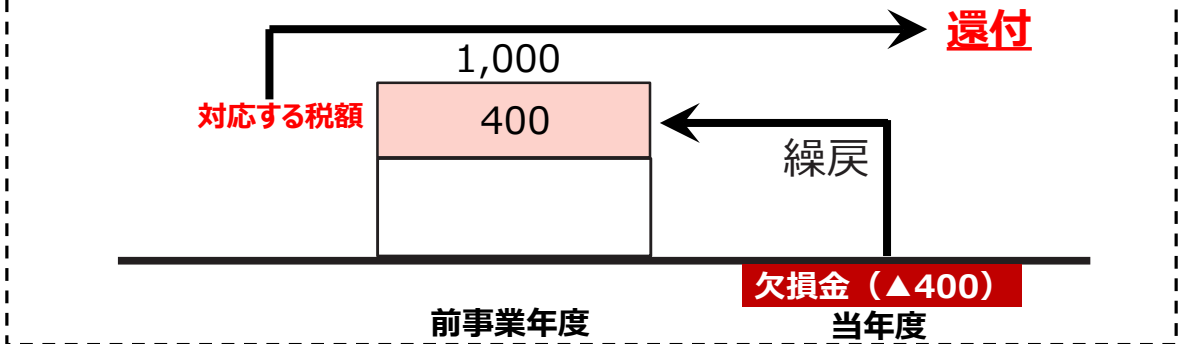 還付
1,000
対応する税額
400
繰戻
欠損金（▲400）
前事業年度
当年度